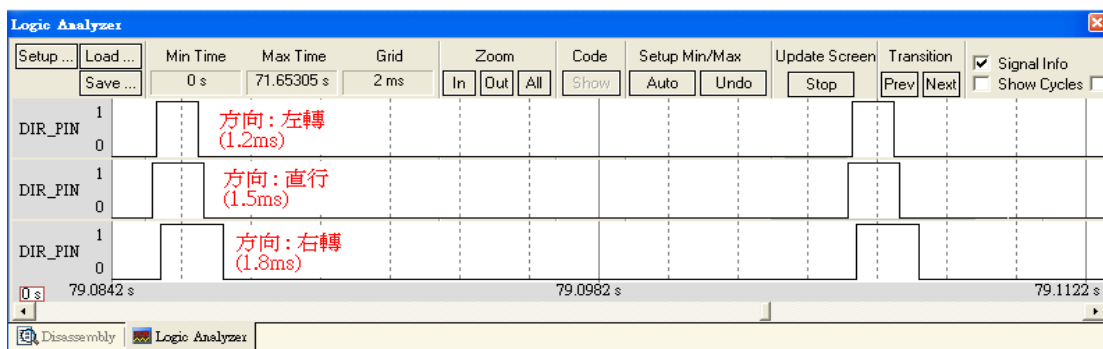 Logic Analyzer
Setup ... Load ... Min Time Max Time Grid Zoom Code Setup Min/Max Update Screen Transition Signal Info
Save ... 0 s 71.65305 s 2 ms In Out All Show Auto Undo Stop Prev Next Show Cycles
1
DIR_PIN 方向 : 左轉
0 (1.2ms)
1
DIR_PIN 方向 : 直行
0 (1.5ms)
1
DIR_PIN 方向 : 右轉
0 (1.8ms)
0 s 79.0842 s 79.0982 s 79.1122 s
Disassembly Logic Analyzer